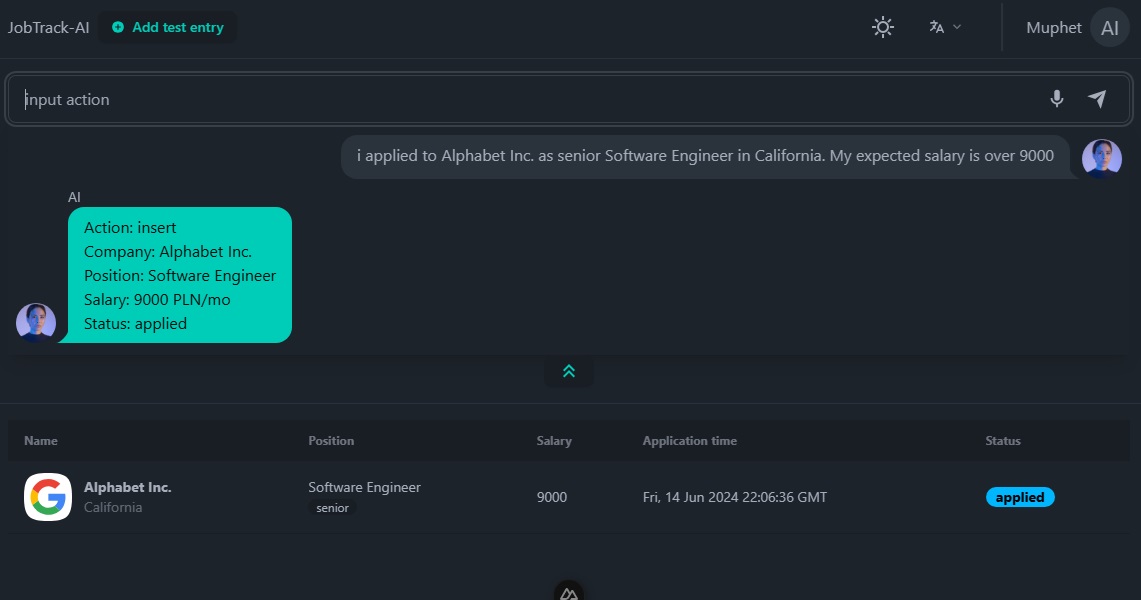 JobTrack-AI Add test entry Muphet AI
input action
i applied to Alphabet Inc. as senior Software Engineer in California. My expected salary is over 9000
AI
Action: insert
Company: Alphabet Inc.
Position: Software Engineer
Salary: 9000 PLN/mo
Status: applied
Name Position Salary Application time Status
Alphabet Inc. Software Engineer 9000 Fri, 14 Jun 2024 22:06:36 GMT applied
California senior